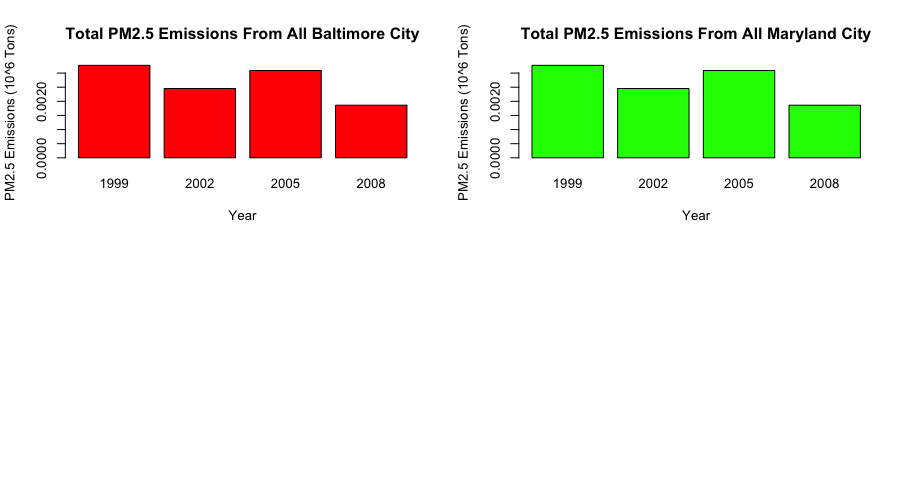 Total PM2.5 Emissions From All Baltimore City
PM2.5 Emissions (10^6 Tons)
0.0020
0.0000
1999 2002 2005 2008
Year
Total PM2.5 Emissions From All Maryland City
PM2.5 Emissions (10^6 Tons)
0.0020
0.0000
1999 2002 2005 2008
Year